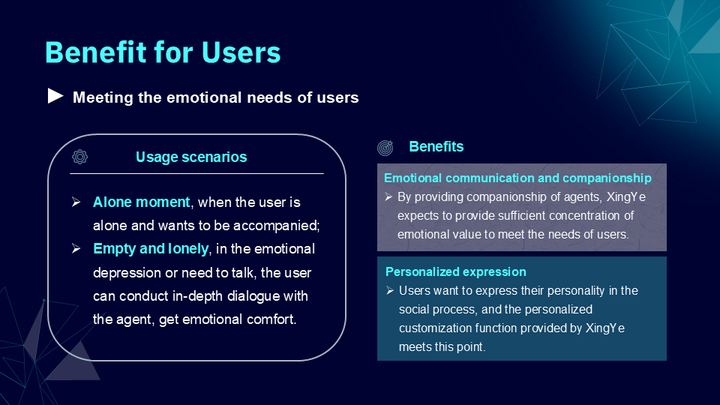 Benefit for Users
► Meeting the emotional needs of users
Usage scenarios
➢ Alone moment, when the user is
alone and wants to be accompanied;
➢ Empty and lonely, in the emotional
depression or need to talk, the user
can conduct in-depth dialogue with
the agent, get emotional comfort.
Benefits
Emotional communication and companionship
➢ By providing companionship of agents, XingYe
expects to provide sufficient concentration of
emotional value to meet the needs of users.
Personalized expression
➢ Users want to express their personality in the
social process, and the personalized
customization function provided by XingYe
meets this point.